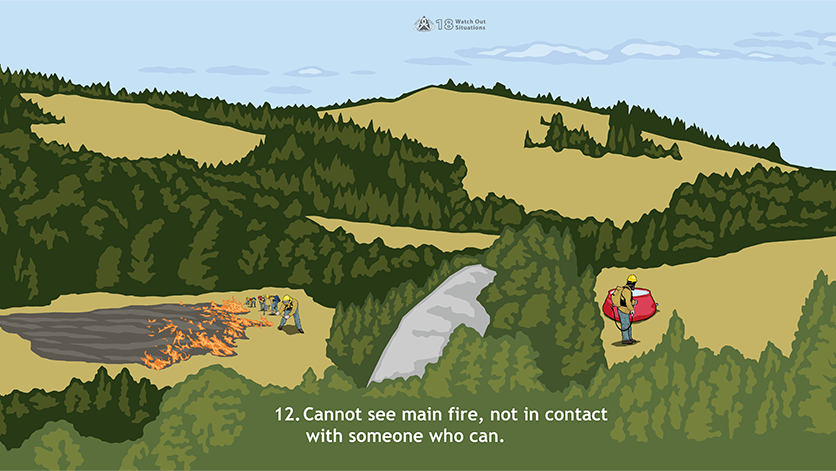 18 Watch Out
Situations
12. Cannot see main fire, not in contact
with someone who can.